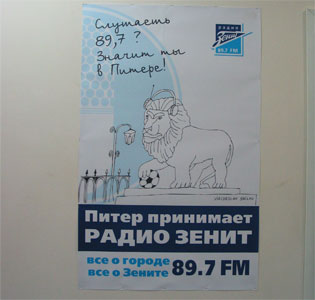 Слушаешь
89,7 ?
Значит ты
в Питере!
РАДИО
Зенит
89.7 FM
Питер принимает
РАДИО ЗЕНИТ
все о городе
все о Зените
89.7 FM